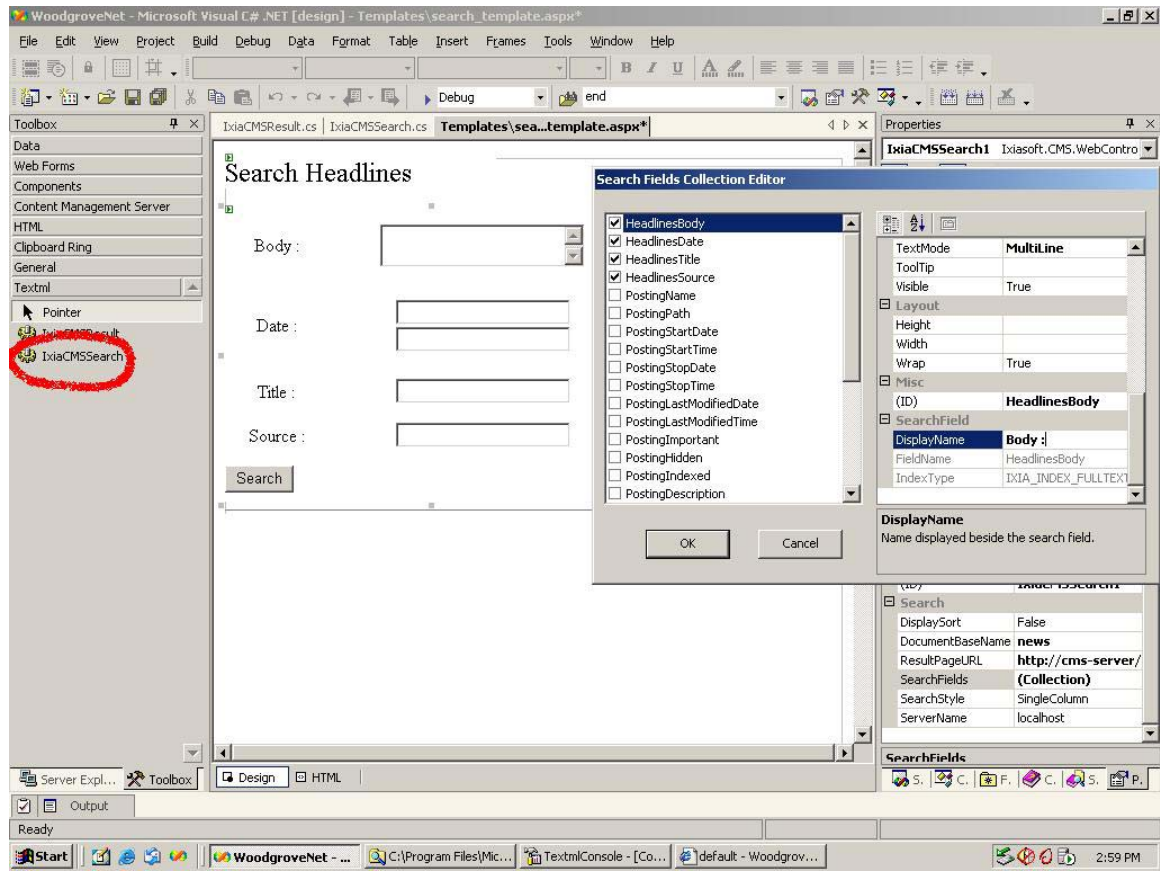 WoodgroveNet - Microsoft Visual C# .NET [design] - Templates\search_template.aspx*
File Edit View Project Build Debug Data Format Table Insert Frames Tools Window Help
B I U A
Debug end
Toolbox
Data
Web Forms
Components
Content Management Server
HTML
Clipboard Ring
General
Textml
Pointer
IxiaCMSResult
IxiaCMSSearch
Server Expl... Toolbox
IxiaCMSResult.cs IxiaCMSSearch.cs Templates\sea...template.aspx*
Search Headlines
Body :
Date :
Title :
Source :
Search
Design HTML
Search Fields Collection Editor
HeadlinesBody
HeadlinesDate
HeadlinesTitle
HeadlinesSource
PostingName
PostingPath
PostingStartDate
PostingStartTime
PostingStopDate
PostingStopTime
PostingLastModifiedDate
PostingLastModifiedTime
PostingImportant
PostingHidden
PostingIndexed
PostingDescription
OK Cancel
TextMode MultiLine
ToolTip
Visible True
Layout
Height
Width
Wrap True
Misc
(ID) HeadlinesBody
SearchField
DisplayName Body :
FieldName HeadlinesBody
IndexType IXIA_INDEX_FULLTEXT
DisplayName
Name displayed beside the search field.
Properties
IxiaCMSSearch1 Ixiasoft.CMS.WebContro
(ID) IxiaCMSSearch1
Search
DisplaySort False
DocumentBaseName news
ResultPageURL http://cms-server/
SearchFields (Collection)
SearchStyle SingleColumn
ServerName localhost
SearchFields
S. C. F. C. S. P.
Output
Ready
Start WoodgroveNet - ... C:\Program Files\Mic... TextmlConsole - [Co... default - Woodgrov... 2:59 PM